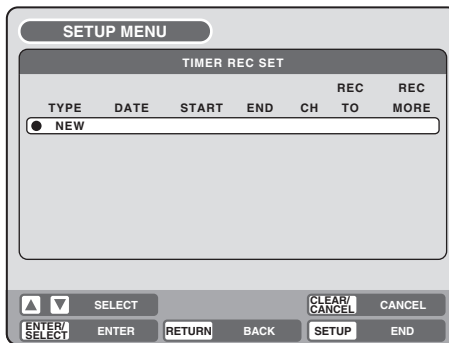 SETUP MENU
TIMER REC SET
TYPE DATE START END CH REC TO REC MORE
NEW
▲ ▼ SELECT CLEAR/CANCEL CANCEL
ENTER/SELECT ENTER RETURN BACK SETUP END